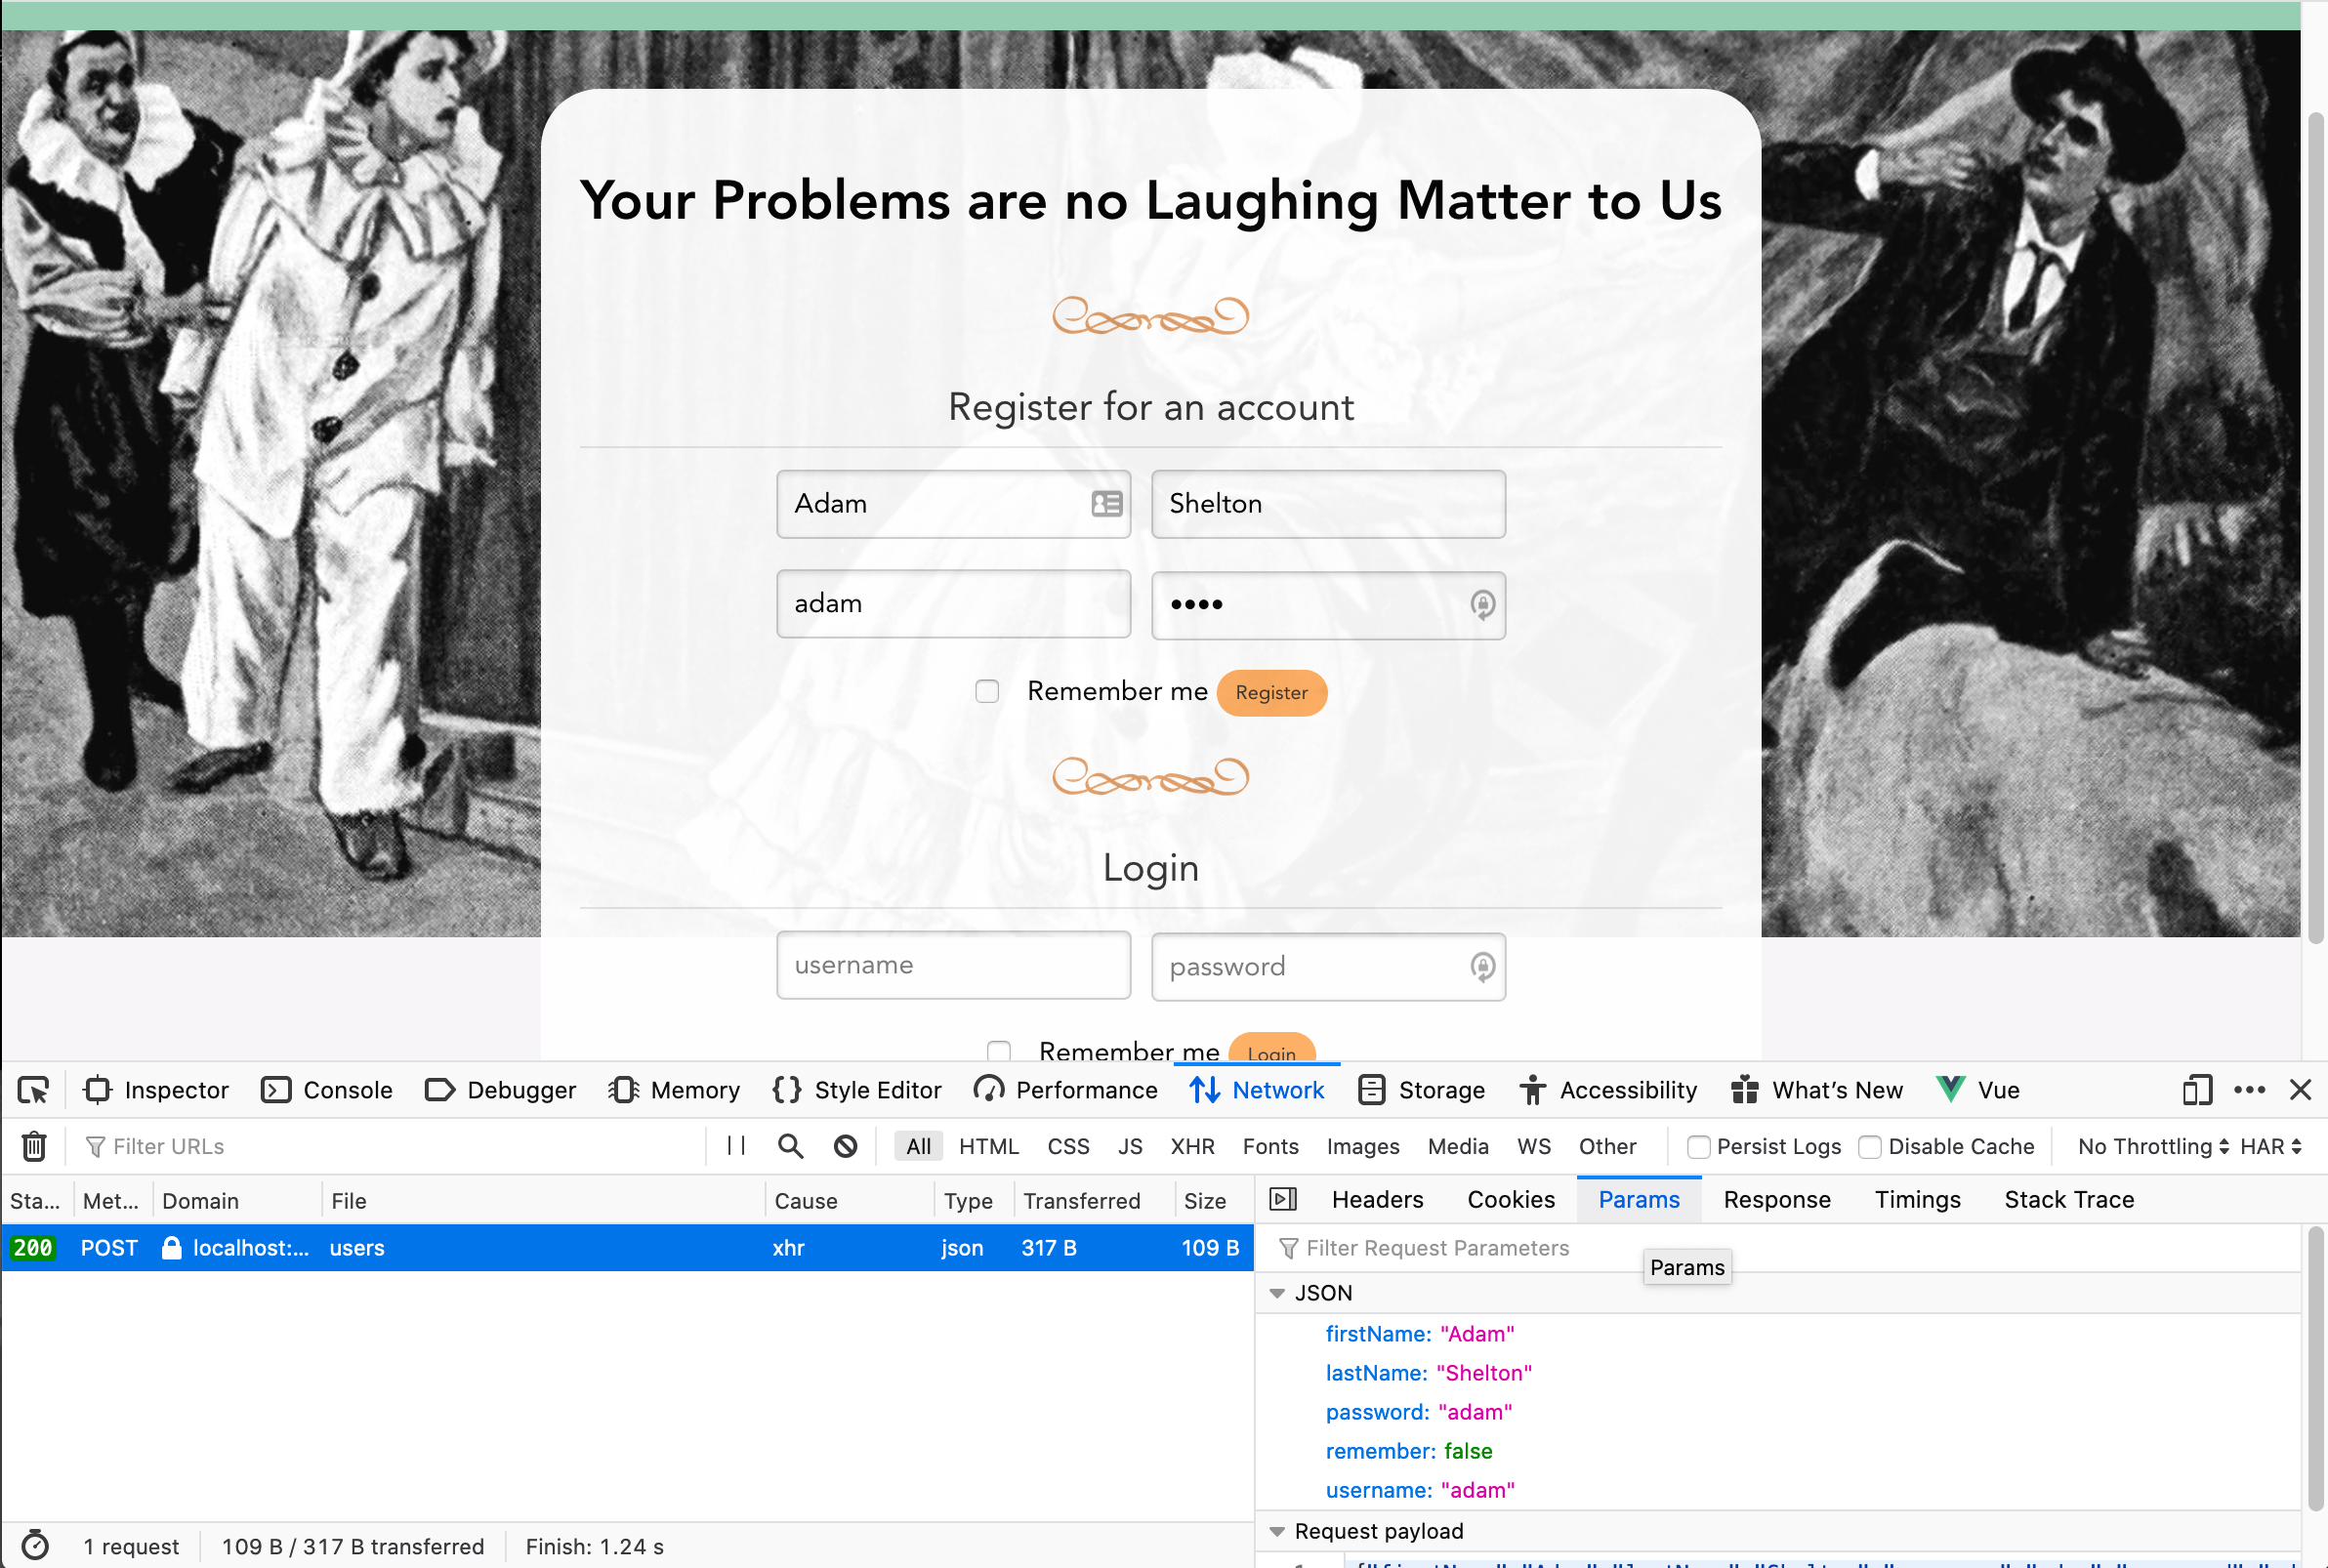 Your Problems are no Laughing Matter to Us
Register for an account
Adam
Shelton
adam
••••
Remember me Register
Login
username
password
Remember me Login
Inspector Console Debugger Memory {} Style Editor Performance Network Storage Accessibility What's New Vue
Filter URLs
All HTML CSS JS XHR Fonts Images Media WS Other Persist Logs Disable Cache No Throttling HAR
Sta... Met... Domain File Cause Type Transferred Size
200 POST localhost:... users xhr json 317 B 109 B
Headers Cookies Params Response Timings Stack Trace
Filter Request Parameters
Params
JSON
firstName: "Adam"
lastName: "Shelton"
password: "adam"
remember: false
username: "adam"
Request payload
1 request 109 B / 317 B transferred Finish: 1.24 s